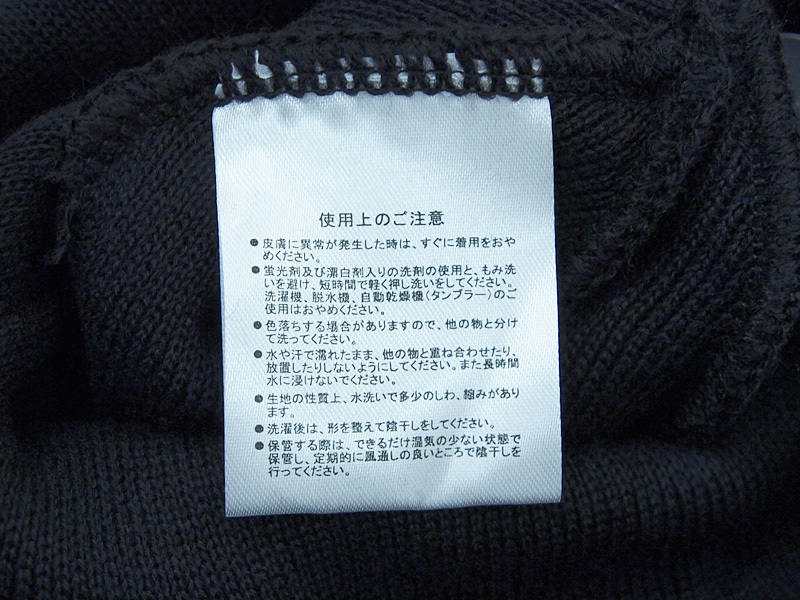 使用上のご注意
●皮膚に異常が発生した時は、すぐに着用をおや
めください。
●蛍光剤及び漂白剤入りの洗剤の使用と、もみ洗
いを避け、短時間で軽く押し洗いをしてください。
洗濯機、脱水機、自動乾燥機(タンブラー)のご
使用はおやめください。
●色落ちする場合がありますので、他の物と分け
て洗ってください。
●水や汗で濡れたまま、他の物と重ね合わせたり、
放置したりしないようにしてください。また長時間
水に浸けないでください。
●生地の性質上、水洗いで多少のしわ、縮みがあり
ます。
●洗濯後は、形を整えて陰干しをしてください。
●保管する際は、できるだけ湿気の少ない状態で
保管し、定期的に風通しの良いところで陰干しを
行ってください。